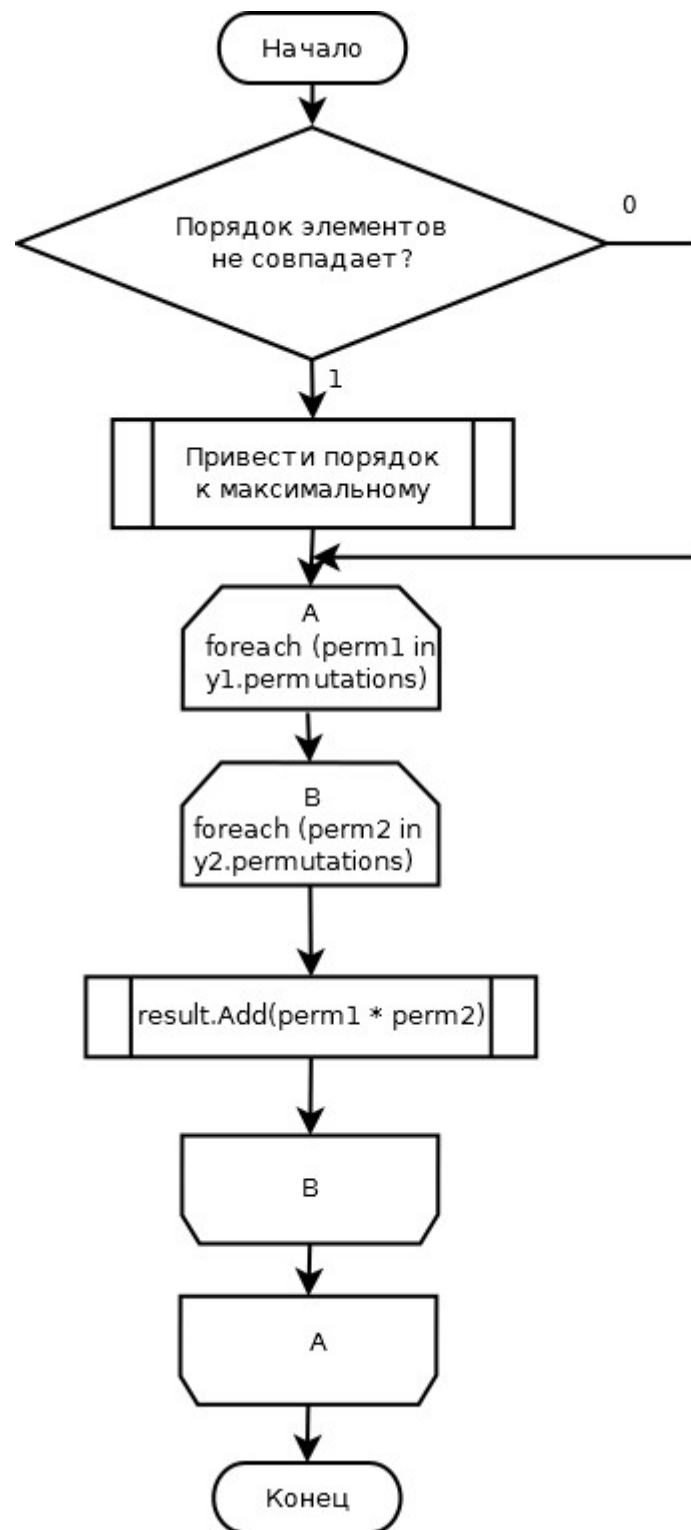 Начало
0
Порядок элементов
не совпадает?
1
Привести порядок
к максимальному
A
foreach (perm1 in
y1.permutations)
B
foreach (perm2 in
y2.permutations)
result.Add(perm1 * perm2)
B
A
Конец